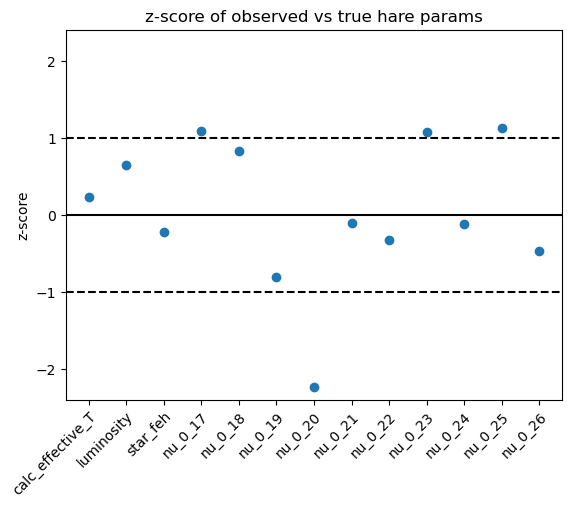 z-score of observed vs true hare params
z-score
2
1
0
−1
−2
calc_effective_T
luminosity
star_feh
nu_0_17
nu_0_18
nu_0_19
nu_0_20
nu_0_21
nu_0_22
nu_0_23
nu_0_24
nu_0_25
nu_0_26